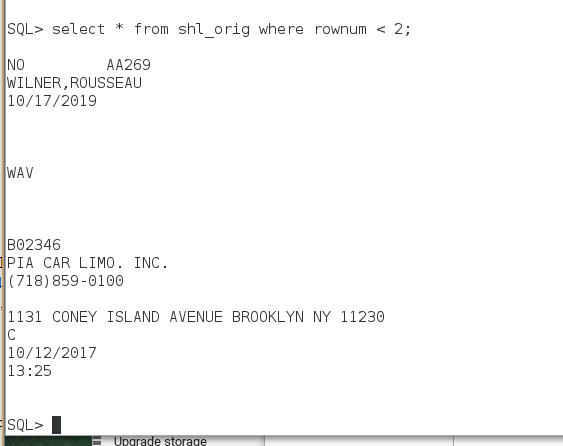 SQL> select * from shl_orig where rownum < 2;
NO AA269
WILNER,ROUSSEAU
10/17/2019
WAV
B02346
PIA CAR LIMO. INC.
(718)859-0100
1131 CONEY ISLAND AVENUE BROOKLYN NY 11230
C
10/12/2017
13:25
SQL>
Upgrade storage